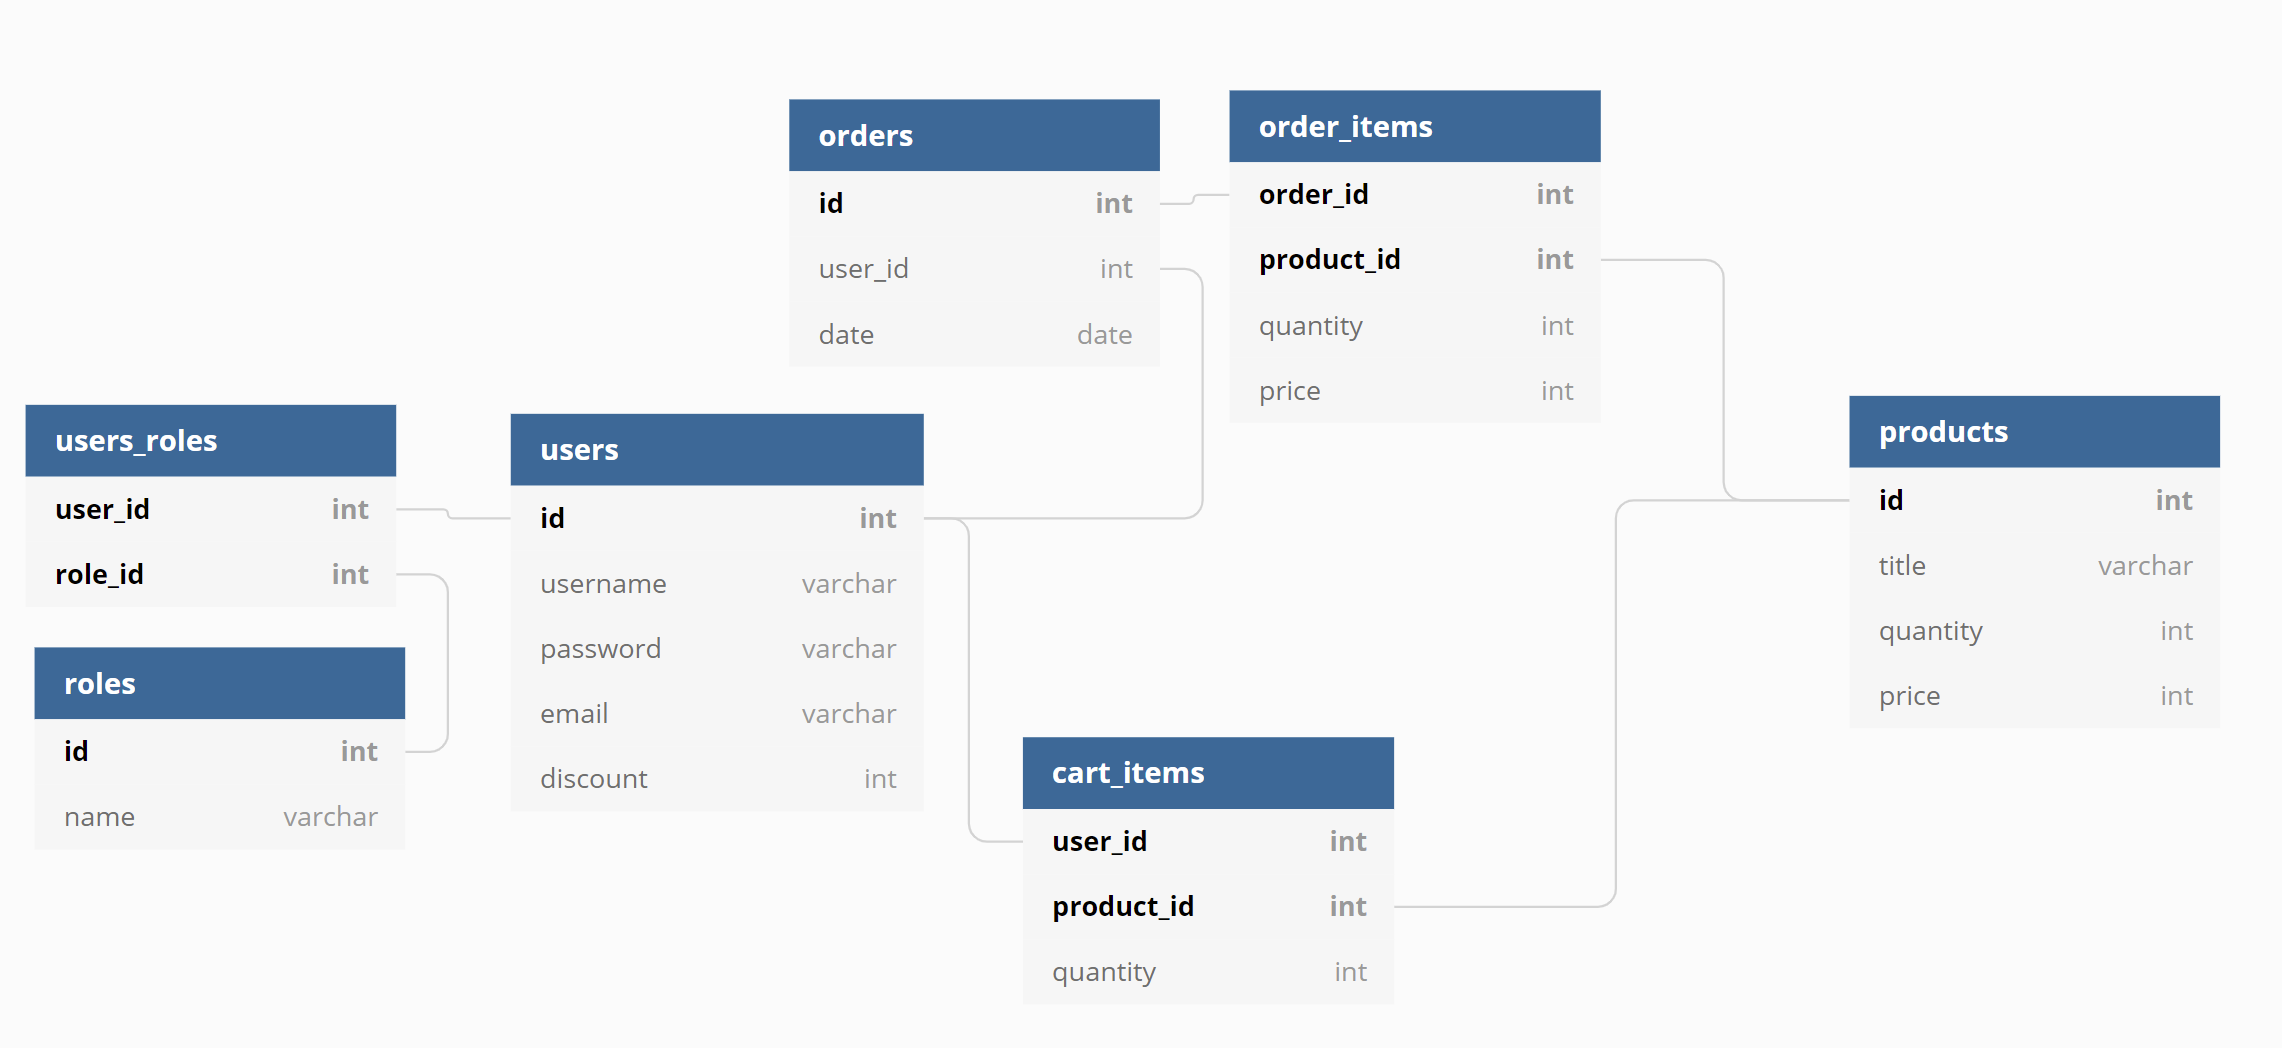 orders
id int
user_id int
date date
order_items
order_id int
product_id int
quantity int
price int
users_roles
user_id int
role_id int
users
id int
username varchar
password varchar
email varchar
discount int
products
id int
title varchar
quantity int
price int
roles
id int
name varchar
cart_items
user_id int
product_id int
quantity int